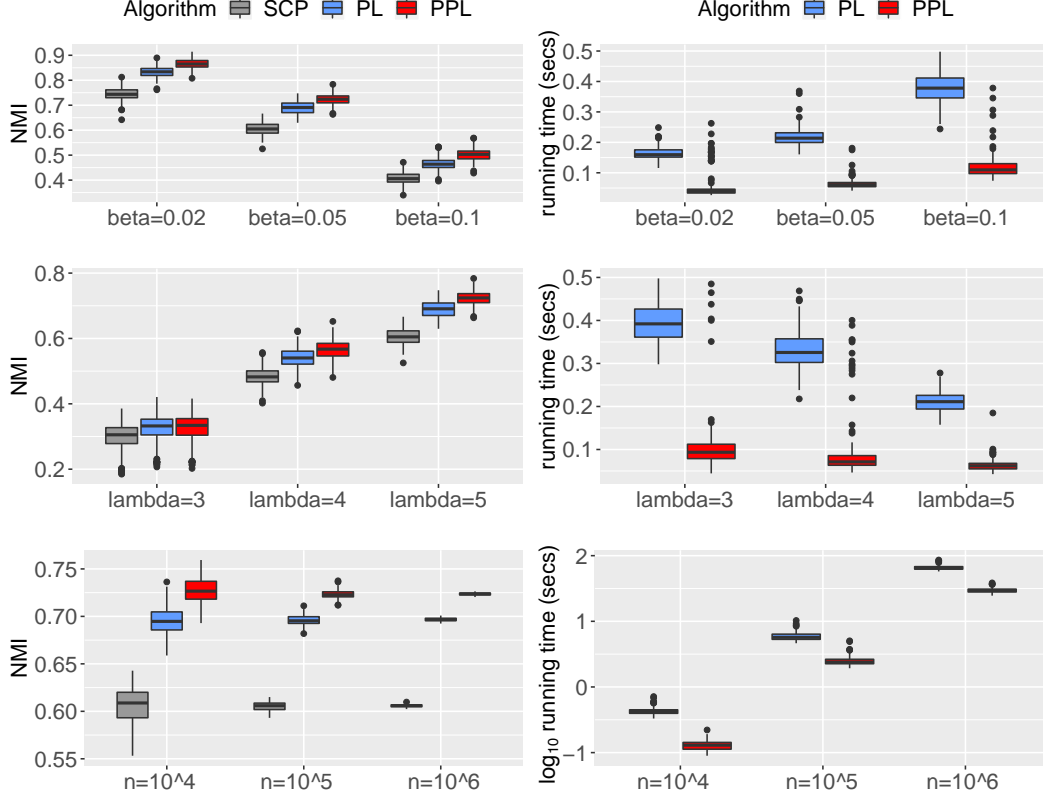 Algorithm SCP PL PPL
NMI
0.9
0.8
0.7
0.6
0.5
0.4
beta=0.02 beta=0.05 beta=0.1
Algorithm PL PPL
running time (secs)
0.5
0.4
0.3
0.2
0.1
beta=0.02 beta=0.05 beta=0.1
NMI
0.8
0.6
0.4
0.2
lambda=3 lambda=4 lambda=5
running time (secs)
0.5
0.4
0.3
0.2
0.1
lambda=3 lambda=4 lambda=5
NMI
0.75
0.70
0.65
0.60
0.55
n=10^4 n=10^5 n=10^6
log₁₀ running time (secs)
2
1
0
−1
n=10^4 n=10^5 n=10^6